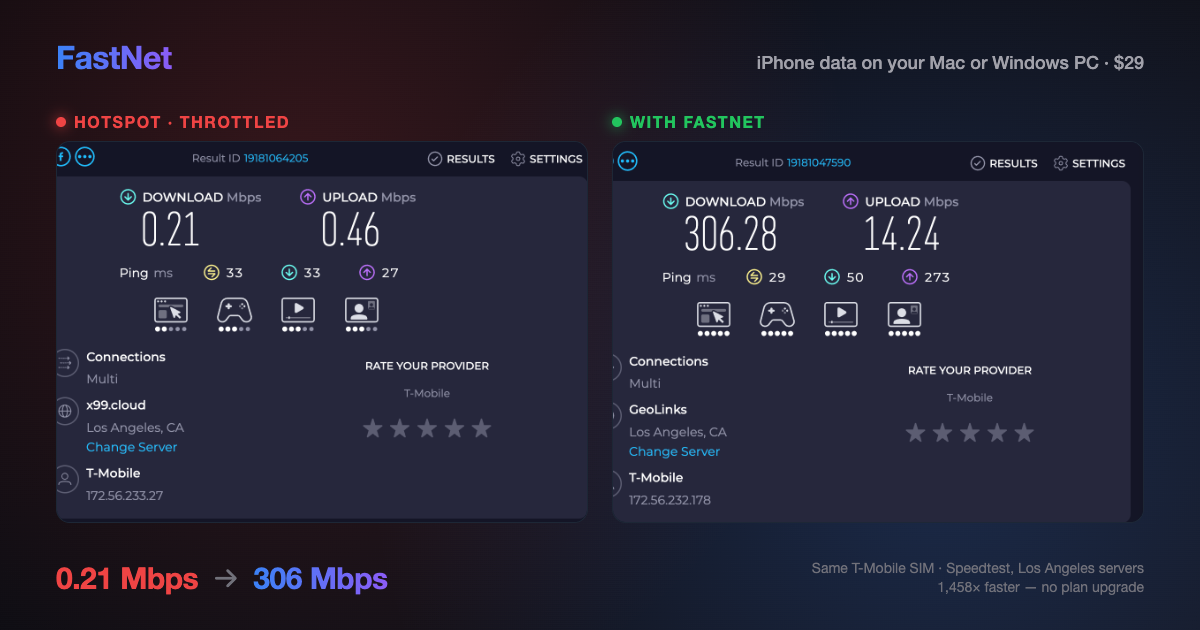 FastNet
iPhone data on your Mac or Windows PC · $29
HOTSPOT · THROTTLED
Result ID 19181064205
RESULTS
SETTINGS
DOWNLOAD Mbps
0.21
UPLOAD Mbps
0.46
Ping ms
33
33
27
Connections
Multi
x99.cloud
Los Angeles, CA
Change Server
T-Mobile
172.56.233.27
RATE YOUR PROVIDER
T-Mobile
WITH FASTNET
Result ID 19181047590
RESULTS
SETTINGS
DOWNLOAD Mbps
306.28
UPLOAD Mbps
14.24
Ping ms
29
50
273
Connections
Multi
GeoLinks
Los Angeles, CA
Change Server
T-Mobile
172.56.232.178
RATE YOUR PROVIDER
T-Mobile
0.21 Mbps → 306 Mbps
Same T-Mobile SIM · Speedtest, Los Angeles servers
1,458× faster — no plan upgrade